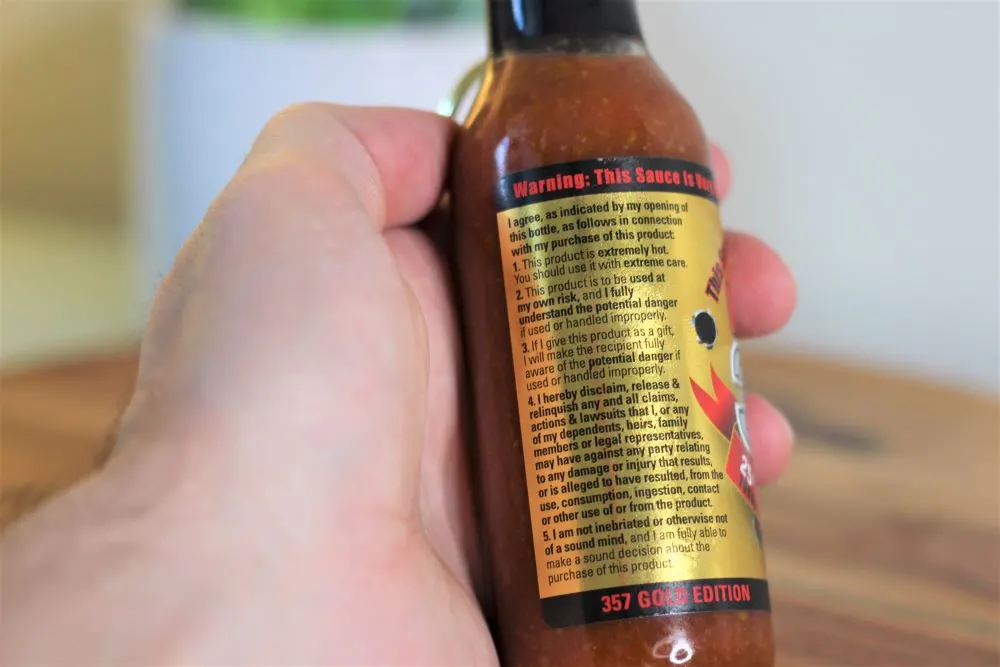 Warning: This Sauce Is Very
I agree, as indicated by my opening of
this bottle, as follows in connection
with my purchase of this product:
1. This product is extremely hot.
You should use it with extreme care.
2. This product is to be used at
my own risk, and I fully
understand the potential danger
if used or handled improperly.
3. If I give this product as a gift,
I will make the recipient fully
aware of the potential danger if
used or handled improperly.
4. I hereby disclaim, release &
relinquish any and all claims,
actions & lawsuits that I, or any
of my dependents, heirs, family
members or legal representatives,
may have against any party relating
to any damage or injury that results,
or is alleged to have resulted, from the
use, consumption, ingestion, contact
or other use of or from the product.
5. I am not inebriated or otherwise not
of a sound mind, and I am fully able to
make a sound decision about the
purchase of this product.
357 GOLD EDITION